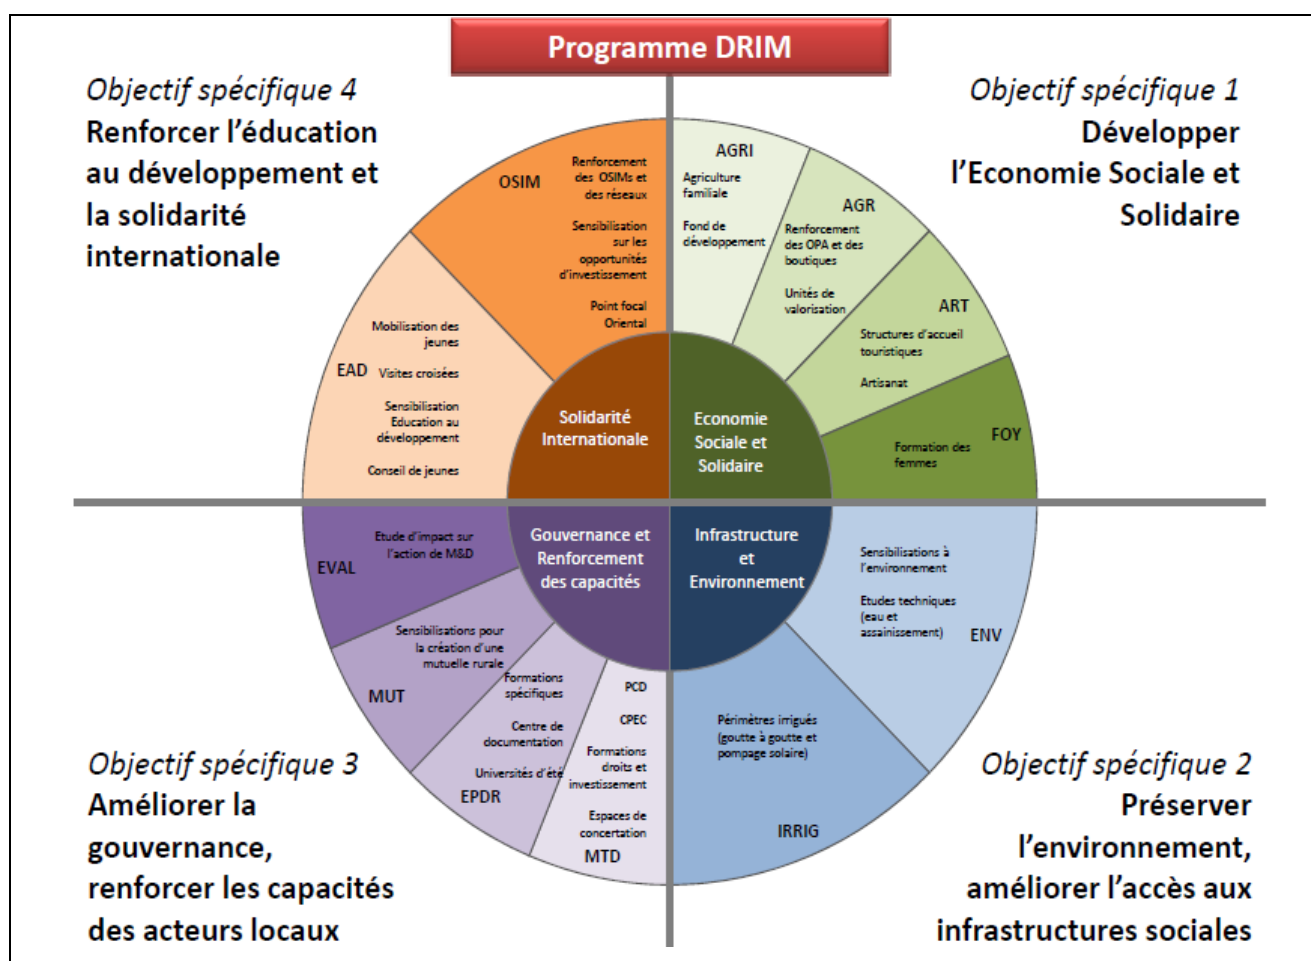 Programme DRIM
Objectif spécifique 4
Renforcer l’éducation
au développement et
la solidarité
internationale
Objectif spécifique 1
Développer
l’Economie Sociale et
Solidaire
OSIM
Renforcement
des OSIMs et
des réseaux
Sensibilisation
sur les
opportunités
d’investissement
Point focal
Oriental
AGRI
Agriculture
familiale
Fond de
développement
AGR
Renforcement
des OPA et des
boutiques
Unités de
valorisation
ART
Structures d’accueil
touristiques
Artisanat
FOY
Formation des
femmes
EAD
Mobilisation des
jeunes
Visites croisées
Sensibilisation
Education au
développement
Conseil de jeunes
Solidarité
Internationale
Economie
Sociale et
Solidaire
Gouvernance et
Renforcement
des capacités
Infrastructure
et
Environnement
EVAL
Etude d’impact sur
l’action de M&D
MUT
Sensibilisations pour
la création d’une
mutuelle rurale
EPDR
Formations
spécifiques
Centre de
documentation
Universités d’été
MTD
PCD
CPEC
Formations
droits et
investissement
Espaces de
concertation
Sensibilisations à
l’environnement
Etudes techniques
(eau et
assainissement)
ENV
Périmètres irrigués
(goutte à goutte et
pompage solaire)
IRRIG
Objectif spécifique 3
Améliorer la
gouvernance,
renforcer les capacités
des acteurs locaux
Objectif spécifique 2
Préserver
l’environnement,
améliorer l’accès aux
infrastructures sociales